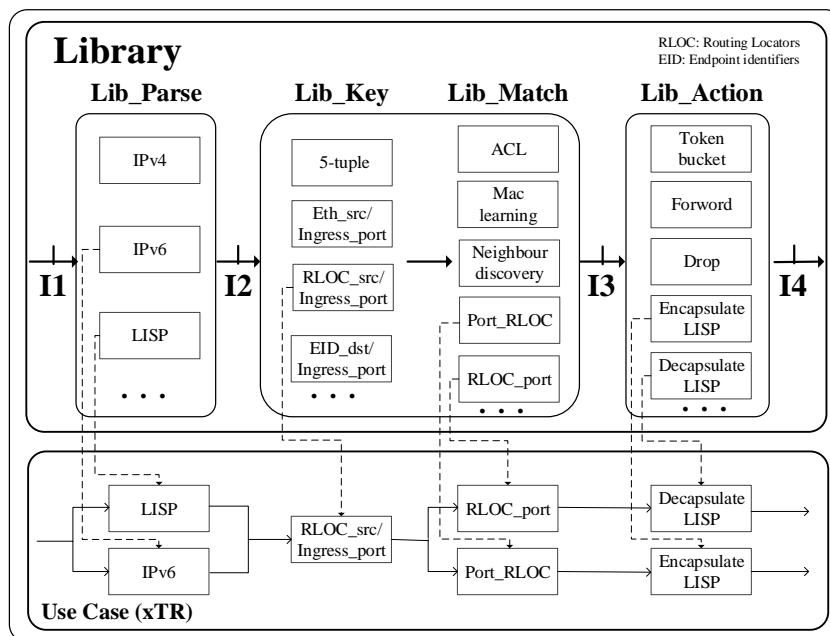 Library
RLOC: Routing Locators
EID: Endpoint identifiers
Lib_Parse
Lib_Key
Lib_Match
Lib_Action
IPv4
IPv6
LISP
. . .
5-tuple
Eth_src/
Ingress_port
RLOC_src/
Ingress_port
EID_dst/
Ingress_port
. . .
ACL
Mac
learning
Neighbour
discovery
Port_RLOC
RLOC_port
. . .
Token
bucket
Forword
Drop
Encapsulate
LISP
Decapsulate
LISP
. . .
I1
I2
I3
I4
LISP
IPv6
RLOC_src/
Ingress_port
RLOC_port
Port_RLOC
Decapsulate
LISP
Encapsulate
LISP
Use Case (xTR)